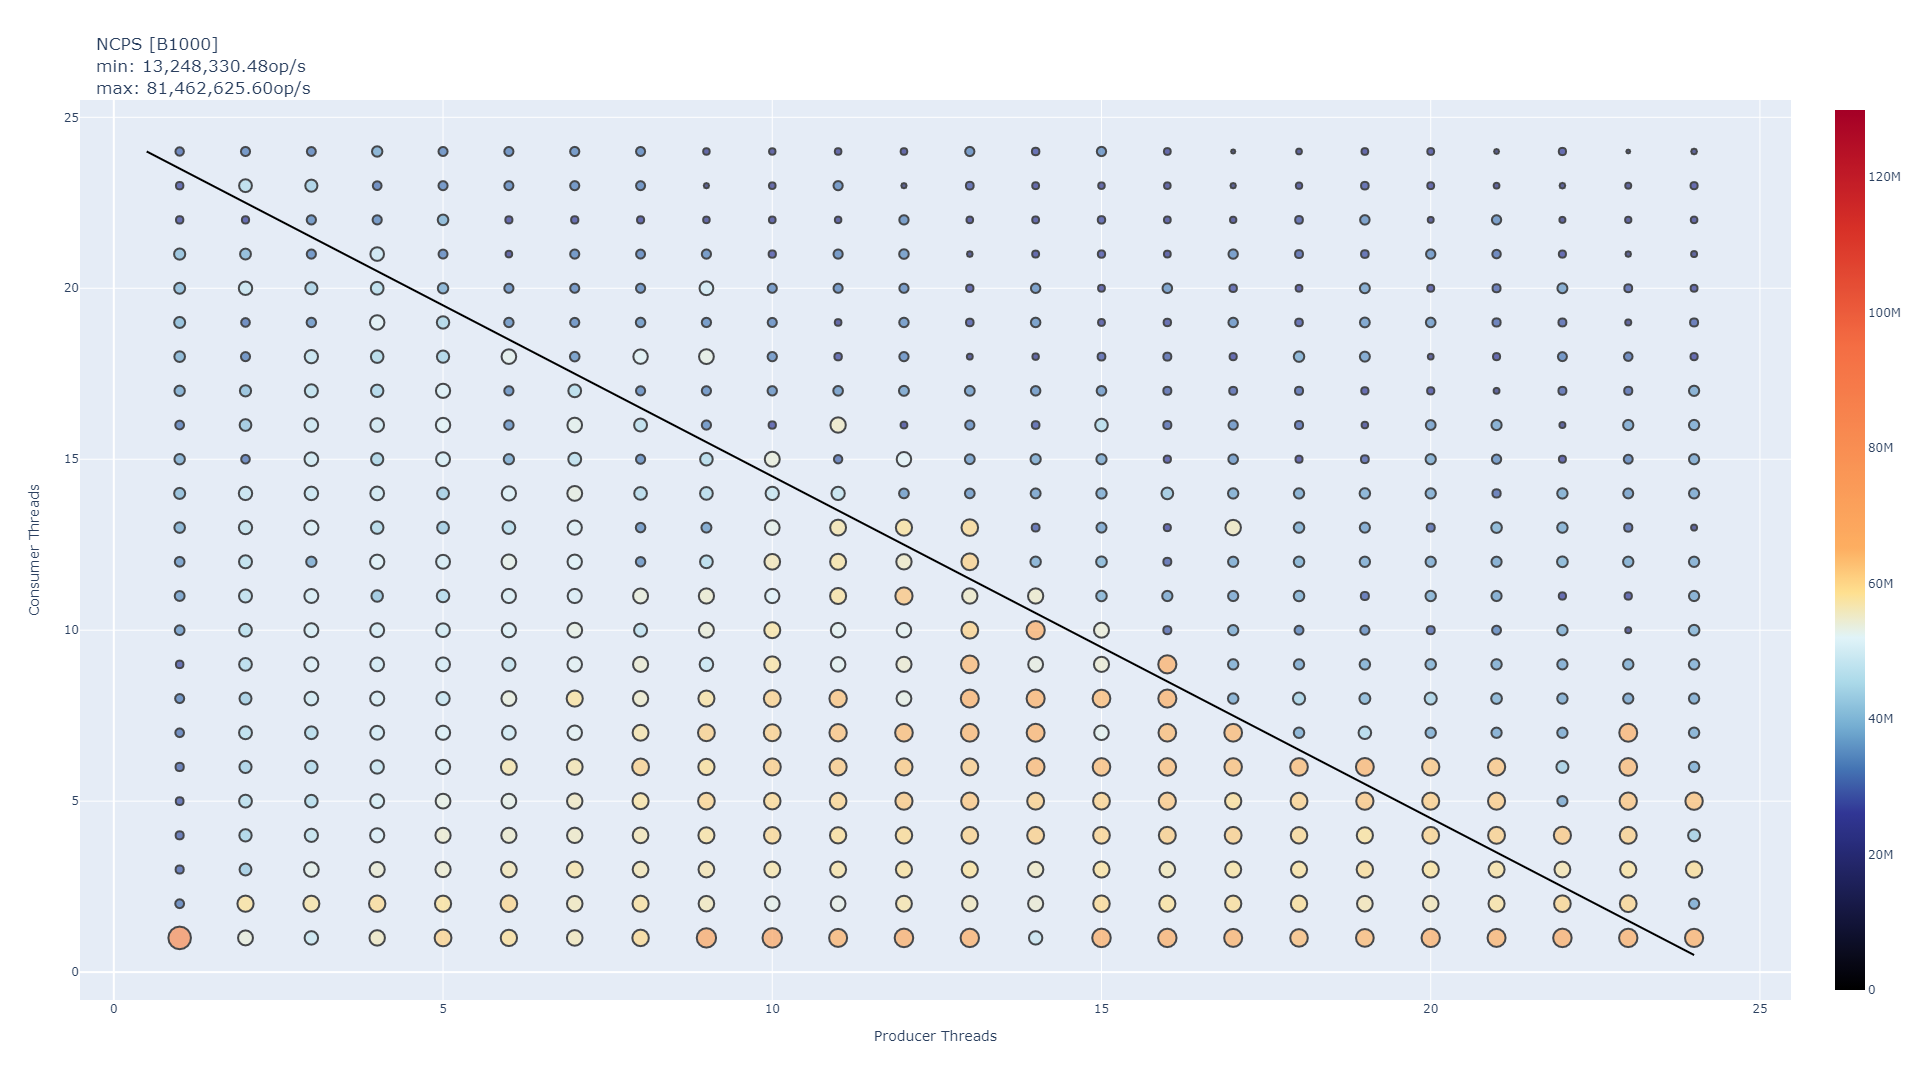 NCPS [B1000]
min: 13,248,330.48op/s
max: 81,462,625.60op/s
25
20
15
10
5
0
Consumer Threads
0
5
10
15
20
25
Producer Threads
120M
100M
80M
60M
40M
20M
0